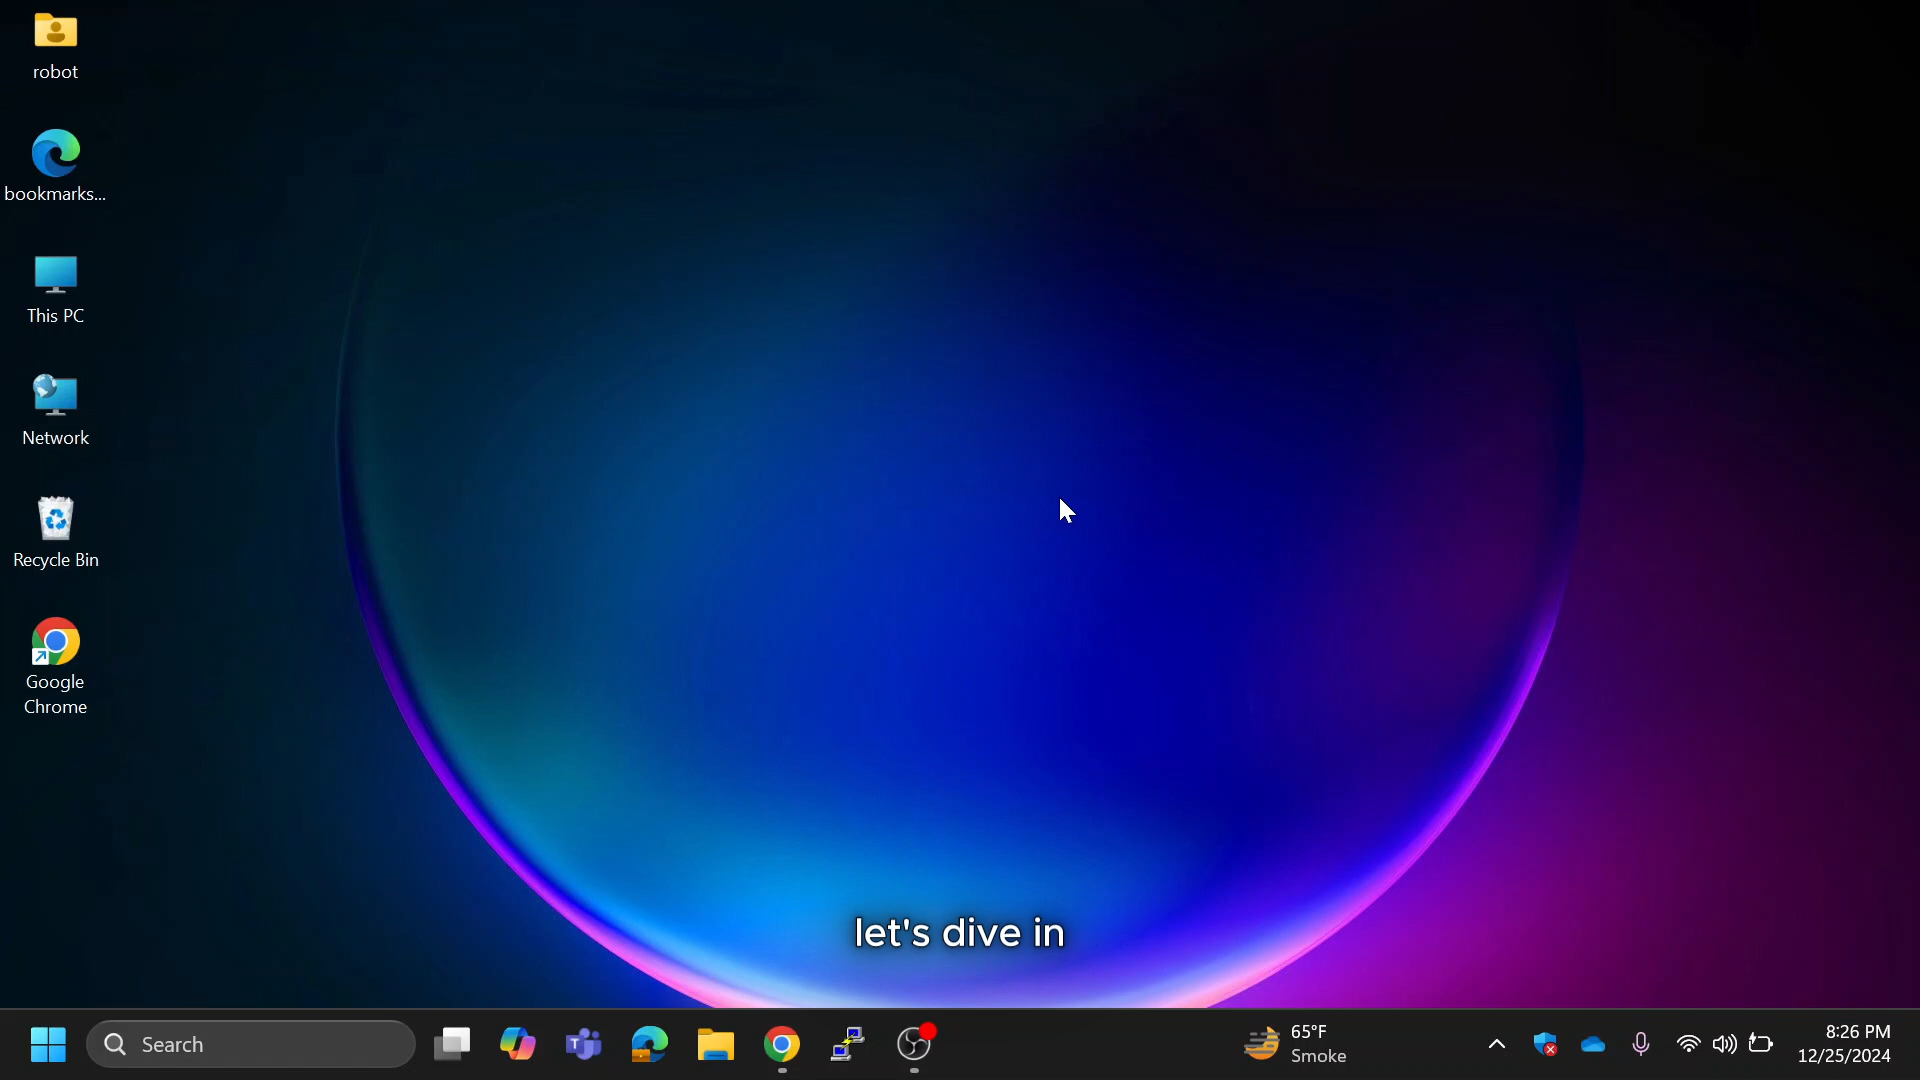 robot
bookmarks...
This PC
Network
Recycle Bin
Google
Chrome
let's dive in
Search
65°F
Smoke
8:26 PM
12/25/2024